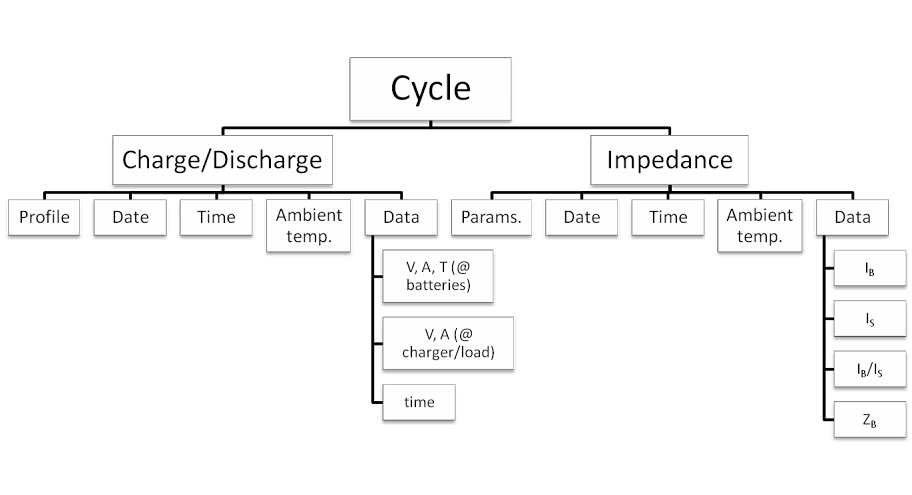 Cycle
Charge/Discharge
Impedance
Profile
Date
Time
Ambient
temp.
Data
Params.
Date
Time
Ambient
temp.
Data
V, A, T (@
batteries)
V, A (@
charger/load)
time
I_B
I_S
I_B/I_S
Z_B